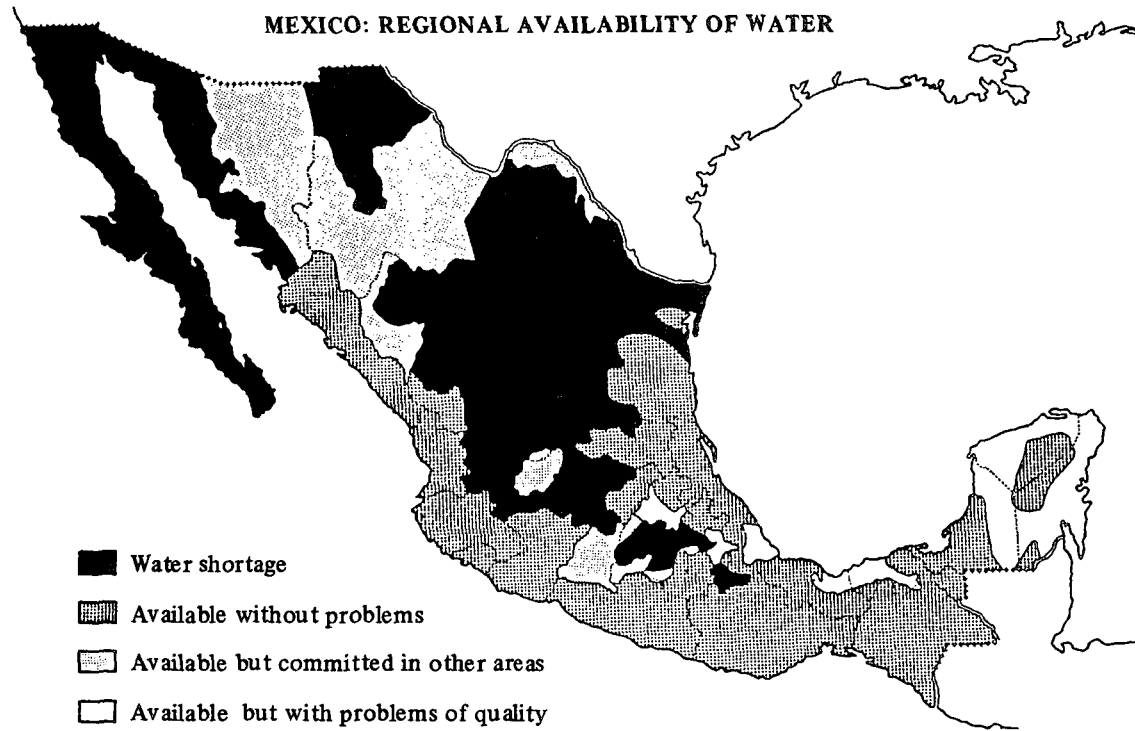 MEXICO: REGIONAL AVAILABILITY OF WATER
Water shortage
Available without problems
Available but committed in other areas
Available but with problems of quality